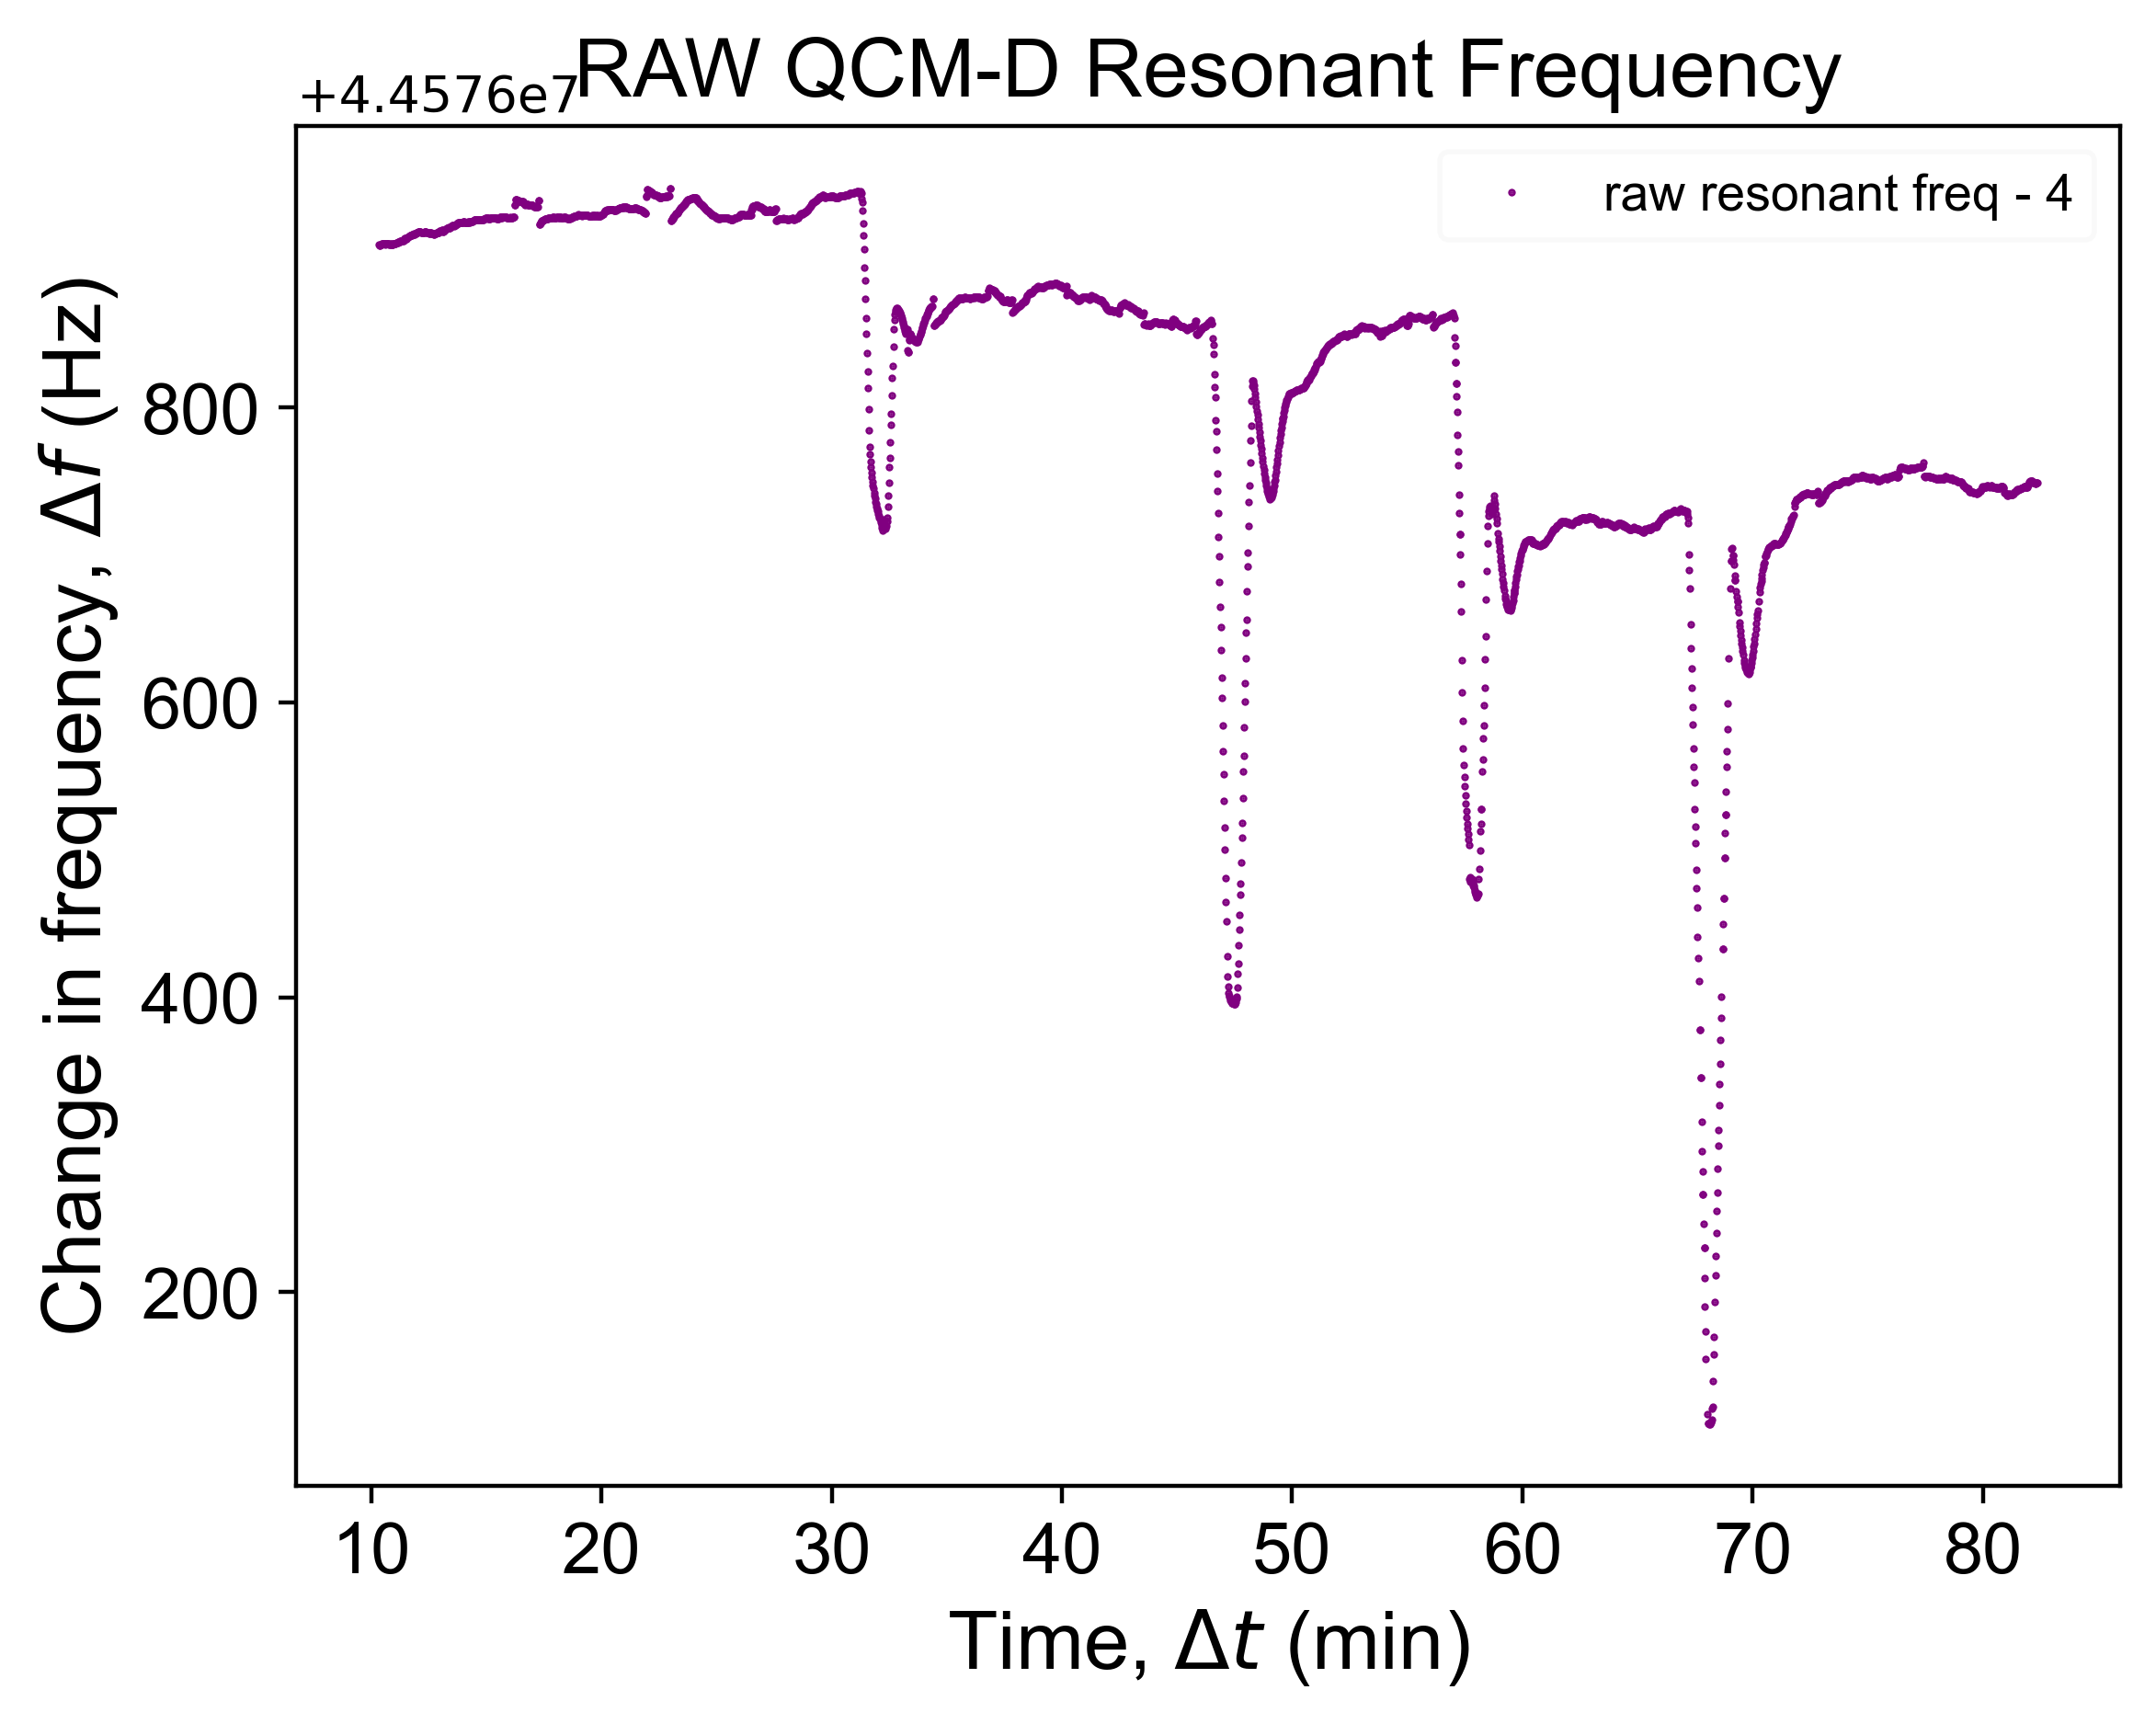 RAW QCM-D Resonant Frequency
+4.4576e7
raw resonant freq - 4
Change in frequency, Δf (Hz)
800
600
400
200
10 20 30 40 50 60 70 80
Time, Δt (min)